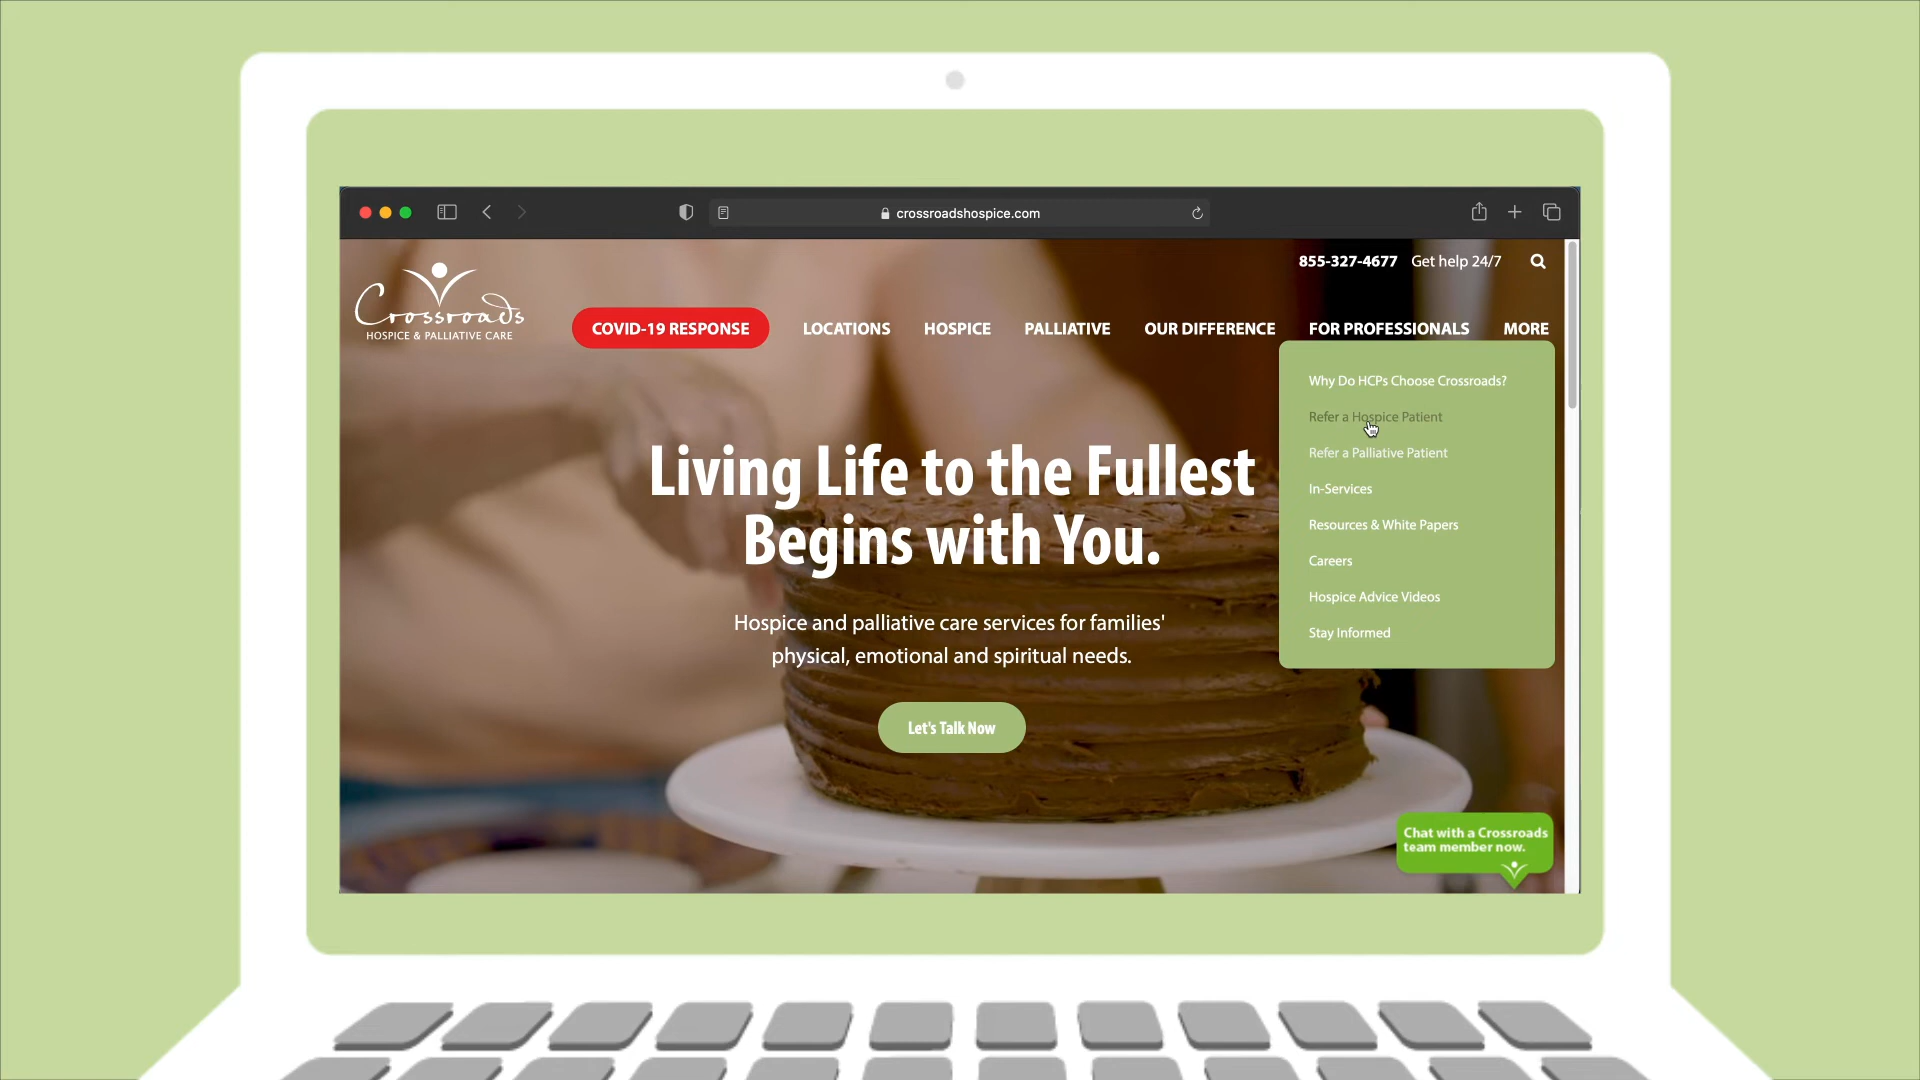 crossroadshospice.com
855-327-4677 Get help 24/7
Crossroads
HOSPICE & PALLIATIVE CARE
COVID-19 RESPONSE LOCATIONS HOSPICE PALLIATIVE OUR DIFFERENCE FOR PROFESSIONALS MORE
Why Do HCPs Choose Crossroads?
Refer a Hospice Patient
Refer a Palliative Patient
In-Services
Resources & White Papers
Careers
Hospice Advice Videos
Stay Informed
Living Life to the Fullest
Begins with You.
Hospice and palliative care services for families'
physical, emotional and spiritual needs.
Let's Talk Now
Chat with a Crossroads
team member now.